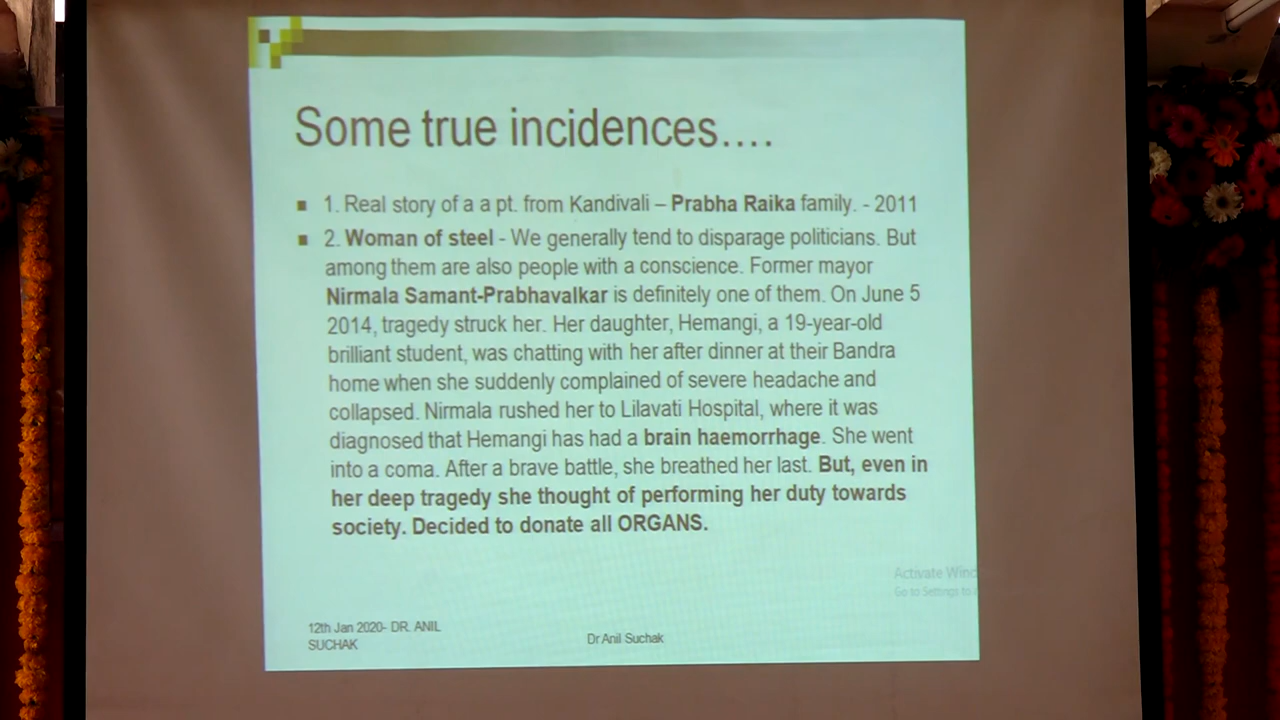 Some true incidences....
1. Real story of a a pt. from Kandivali – Prabha Raika family. - 2011
2. Woman of steel - We generally tend to disparage politicians. But
among them are also people with a conscience. Former mayor
Nirmala Samant-Prabhavalkar is definitely one of them. On June 5
2014, tragedy struck her. Her daughter, Hemangi, a 19-year-old
brilliant student, was chatting with her after dinner at their Bandra
home when she suddenly complained of severe headache and
collapsed. Nirmala rushed her to Lilavati Hospital, where it was
diagnosed that Hemangi has had a brain haemorrhage. She went
into a coma. After a brave battle, she breathed her last. But, even in
her deep tragedy she thought of performing her duty towards
society. Decided to donate all ORGANS.
Activate Wind
Go to Settings to
12th Jan 2020- DR. ANIL
SUCHAK
Dr Anil Suchak